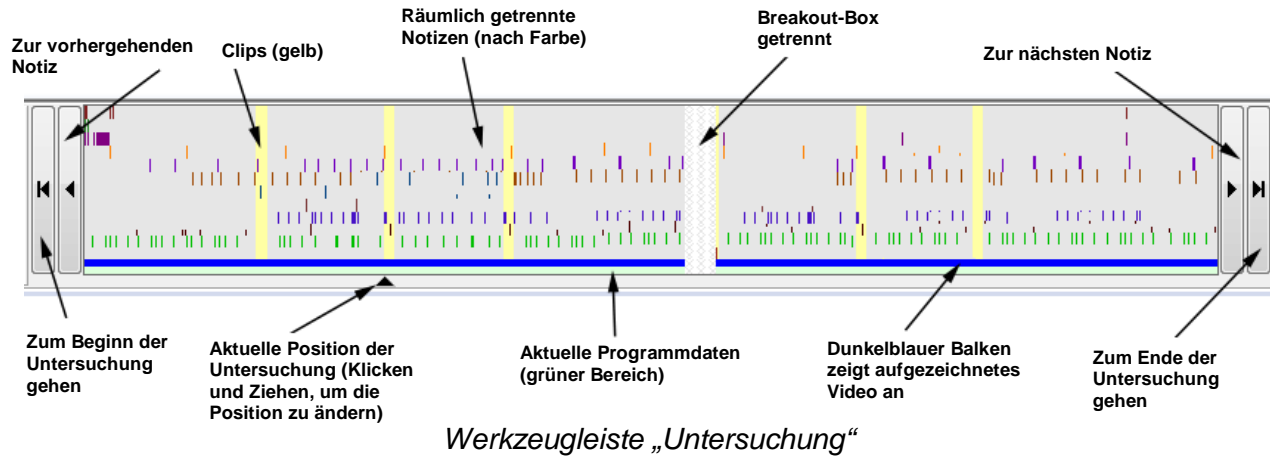 Zur vorhergehenden
Notiz
Clips (gelb)
Räumlich getrennte
Notizen (nach Farbe)
Breakout-Box
getrennt
Zur nächsten Notiz
Zum Beginn der
Untersuchung
gehen
Aktuelle Position der
Untersuchung (Klicken
und Ziehen, um die
Position zu ändern)
Aktuelle Programmdaten
(grüner Bereich)
Dunkelblauer Balken
zeigt aufgezeichnetes
Video an
Zum Ende der
Untersuchung
gehen
Werkzeugleiste „Untersuchung“